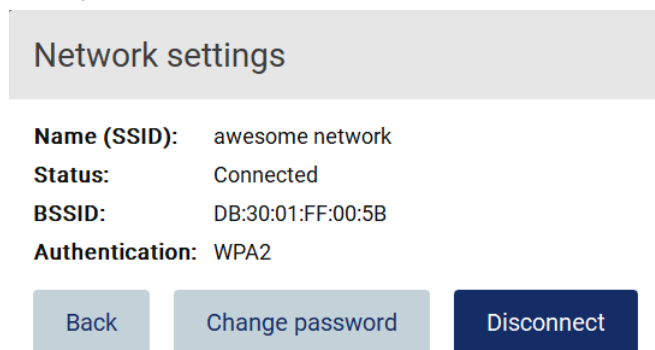 Network settings
Name (SSID): awesome network
Status: Connected
BSSID: DB:30:01:FF:00:5B
Authentication: WPA2
Back Change password Disconnect